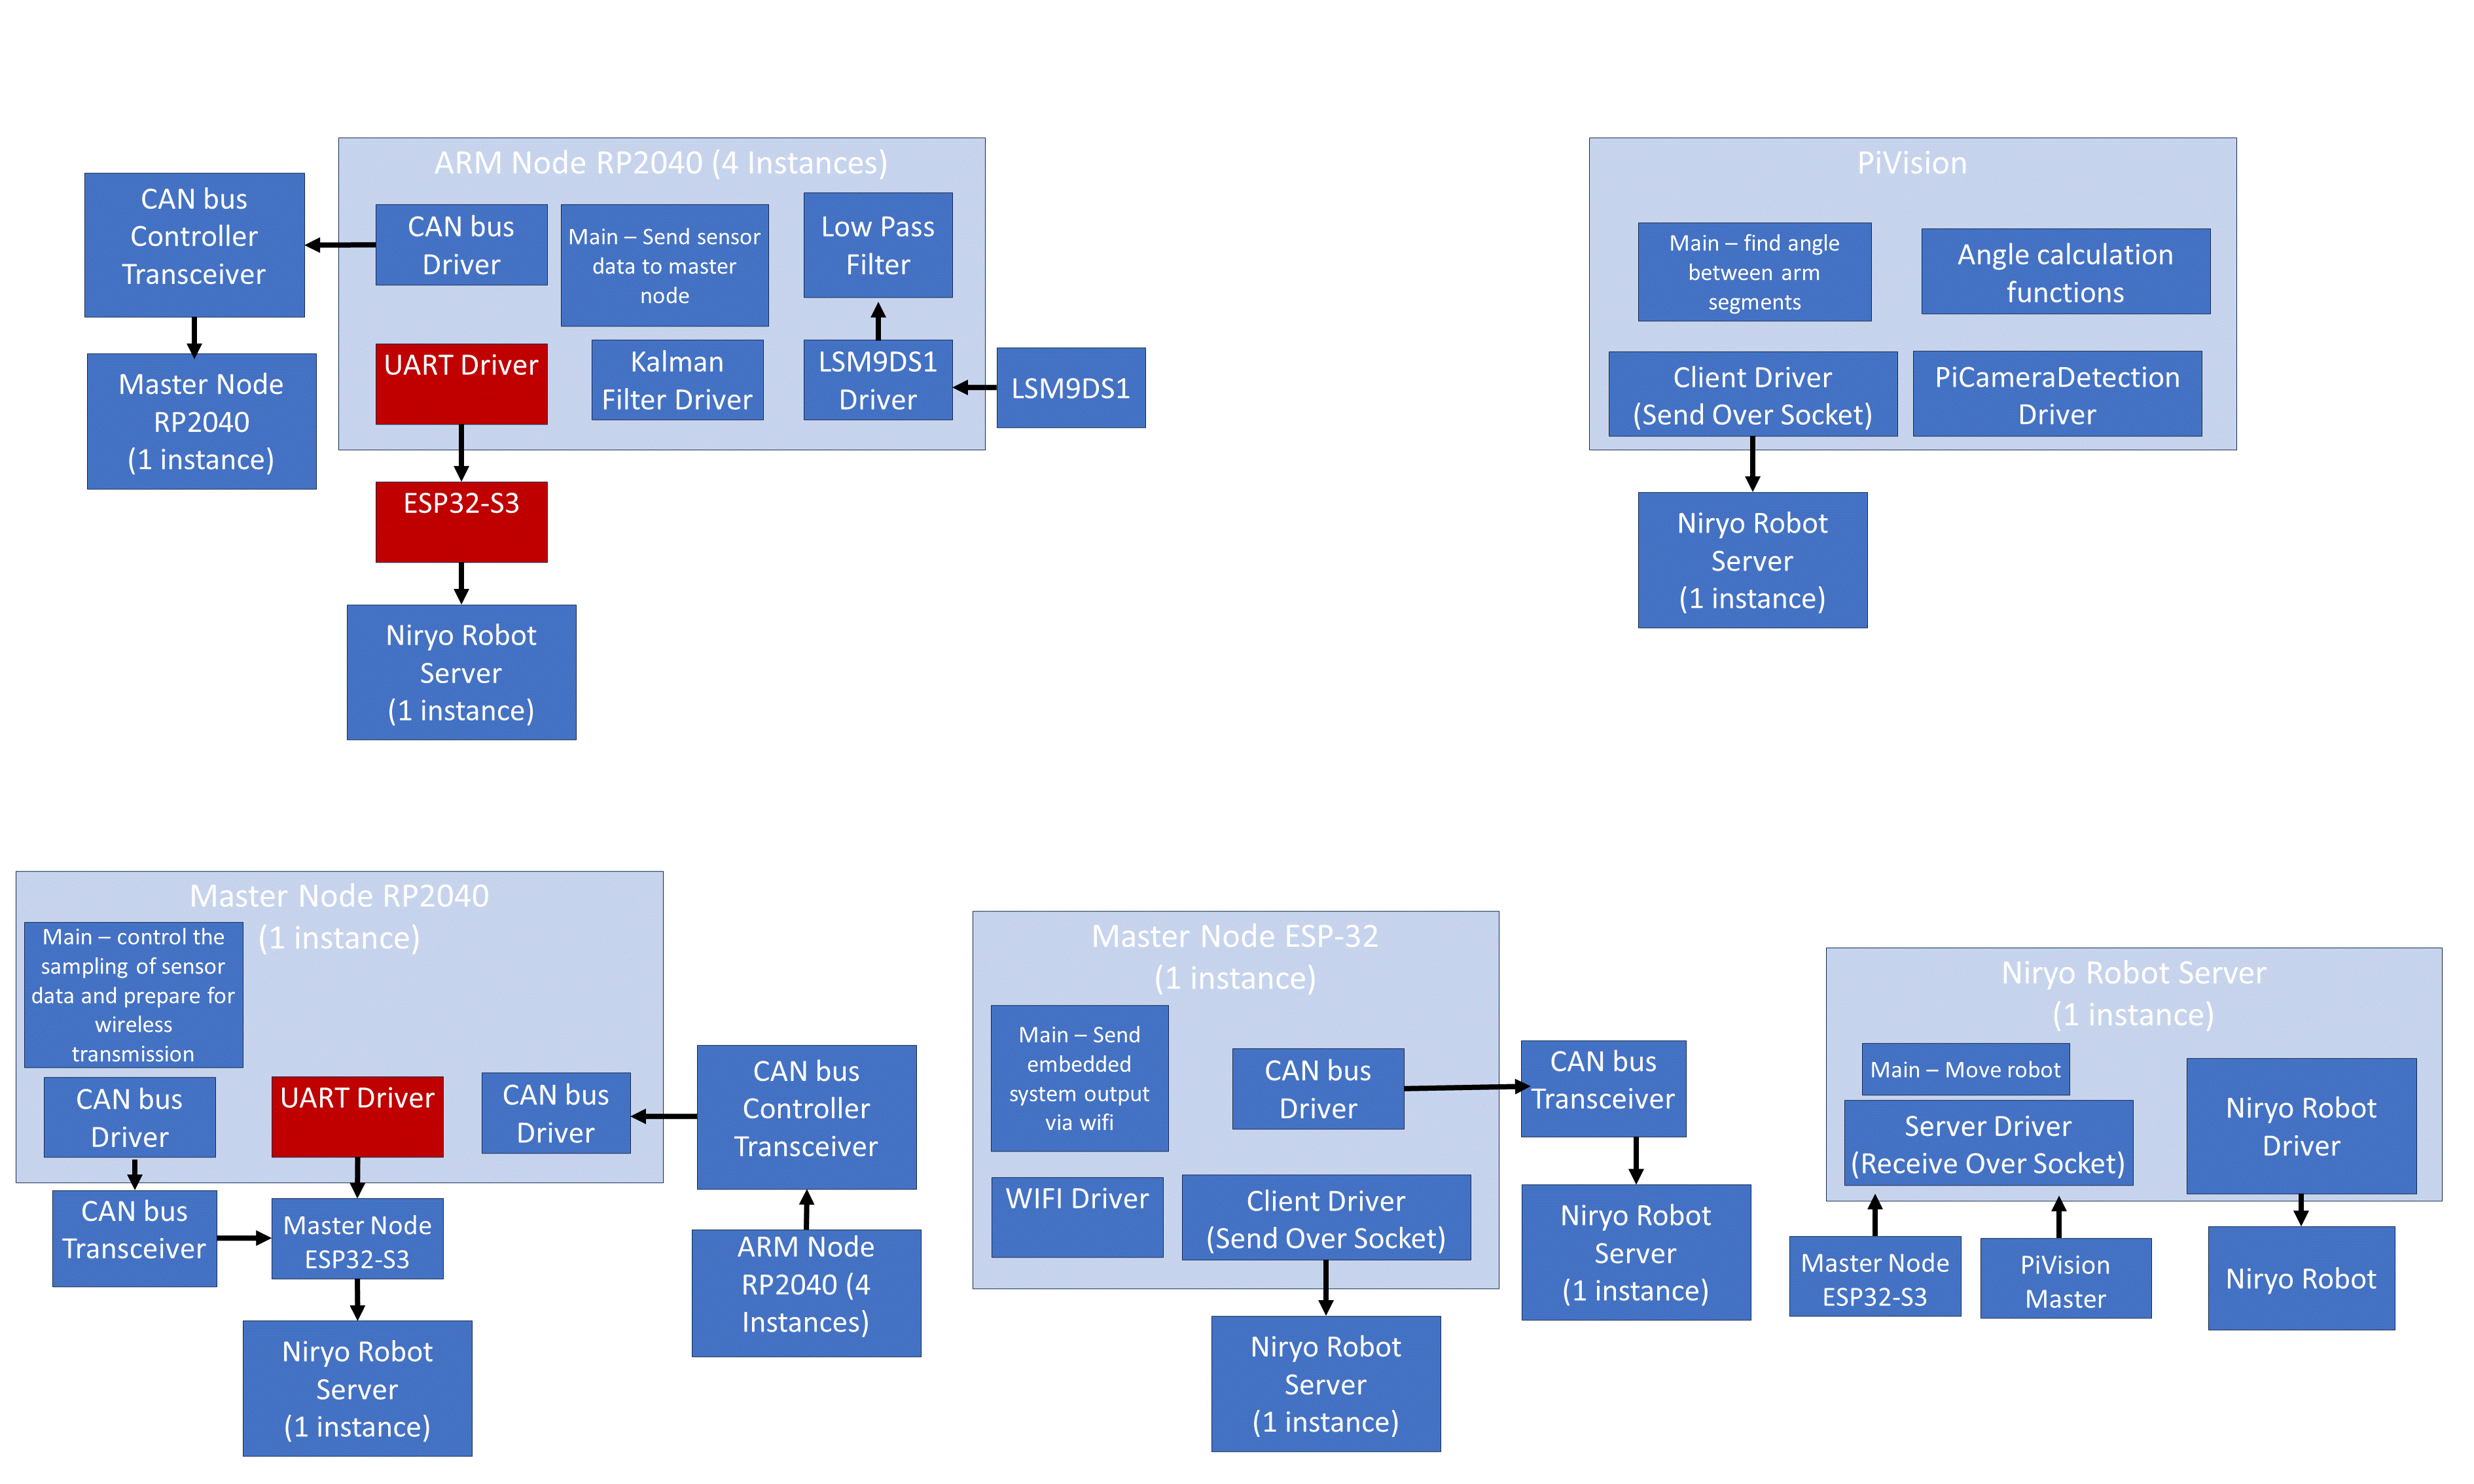 ARM Node RP2040 (4 Instances)
CAN bus
Controller
Transceiver
CAN bus
Driver
Main – Send sensor
data to master
node
Low Pass
Filter
Master Node
RP2040
(1 instance)
UART Driver
Kalman
Filter Driver
LSM9DS1
Driver
LSM9DS1
ESP32-S3
Niryo Robot
Server
(1 instance)
PiVision
Main – find angle
between arm
segments
Angle calculation
functions
Client Driver
(Send Over Socket)
PiCameraDetection
Driver
Niryo Robot
Server
(1 instance)
Master Node RP2040
(1 instance)
Main – control the
sampling of sensor
data and prepare for
wireless
transmission
CAN bus
Driver
UART Driver
CAN bus
Driver
CAN bus
Controller
Transceiver
CAN bus
Transceiver
Master Node
ESP32-S3
ARM Node
RP2040 (4
Instances)
Niryo Robot
Server
(1 instance)
Master Node ESP-32
(1 instance)
Main – Send
embedded
system output
via wifi
CAN bus
Driver
CAN bus
Transceiver
WIFI Driver
Client Driver
(Send Over Socket)
Niryo Robot
Server
(1 instance)
Niryo Robot
Server
(1 instance)
Niryo Robot Server
(1 instance)
Main – Move robot
Server Driver
(Receive Over Socket)
Niryo Robot
Driver
Master Node
ESP32-S3
PiVision
Master
Niryo Robot